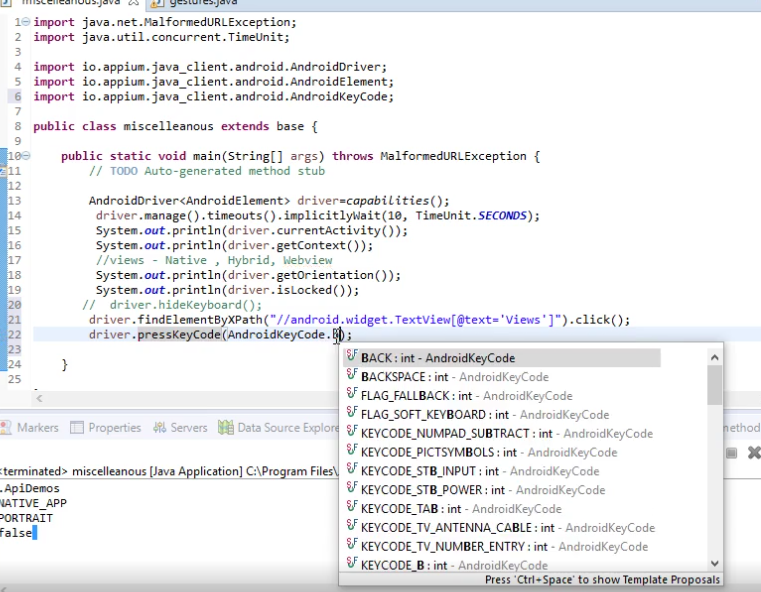 miscelleanous.java gestures.java
1 import java.net.MalformedURLException;
2 import java.util.concurrent.TimeUnit;
3
4 import io.appium.java_client.android.AndroidDriver;
5 import io.appium.java_client.android.AndroidElement;
6 import io.appium.java_client.android.AndroidKeyCode;
7
8 public class miscelleanous extends base {
9
10 public static void main(String[] args) throws MalformedURLException {
11 // TODO Auto-generated method stub
12
13 AndroidDriver<AndroidElement> driver=capabilities();
14 driver.manage().timeouts().implicitlyWait(10, TimeUnit.SECONDS);
15 System.out.println(driver.currentActivity());
16 System.out.println(driver.getContext());
17 //views - Native , Hybrid, Webview
18 System.out.println(driver.getOrientation());
19 System.out.println(driver.isLocked());
20 // driver.hideKeyboard();
21 driver.findElementByXPath("//android.widget.TextView[@text='Views']").click();
22 driver.pressKeyCode(AndroidKeyCode.B);
23
24 }
25
BACK : int - AndroidKeyCode
BACKSPACE : int - AndroidKeyCode
FLAG_FALLBACK : int - AndroidKeyCode
FLAG_SOFT_KEYBOARD : int - AndroidKeyCode
KEYCODE_NUMPAD_SUBTRACT : int - AndroidKeyCode
KEYCODE_PICTSYMBOLS : int - AndroidKeyCode
KEYCODE_STB_INPUT : int - AndroidKeyCode
KEYCODE_STB_POWER : int - AndroidKeyCode
KEYCODE_TAB : int - AndroidKeyCode
KEYCODE_TV_ANTENNA_CABLE : int - AndroidKeyCode
KEYCODE_TV_NUMBER_ENTRY : int - AndroidKeyCode
KEYCODE_B : int - AndroidKeyCode
Press 'Ctrl+Space' to show Template Proposals
Markers Properties Servers Data Source Explore
<terminated> miscelleanous [Java Application] C:\Program Files\
.ApiDemos
NATIVE_APP
PORTRAIT
false